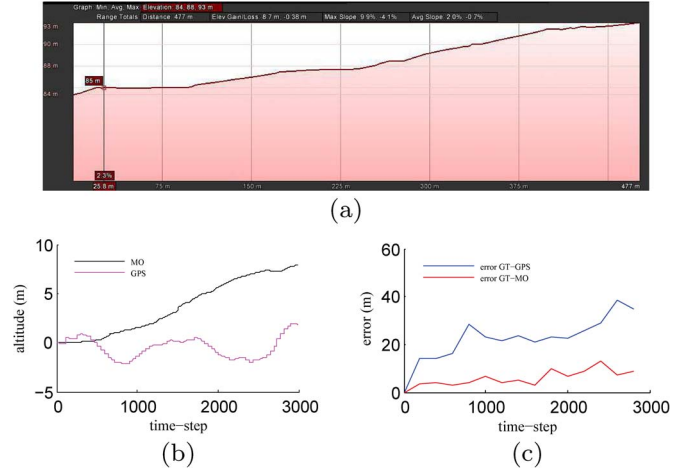 Graph: Min, Avg, Max Elevation: 84, 88, 93 m
Range Totals: Distance: 477 m Elev Gain/Loss: 8.7 m, -0.38 m Max Slope: 9.9% -4.1% Avg Slope: 2.0% -0.7%
93 m
90 m
88 m
84 m
85 m
2.3%
25.8 m 75 m 150 m 225 m 300 m 375 m 477 m
(a)
10
5
0
−5
altitude (m)
MO
GPS
0 1000 2000 3000
time−step
(b)
60
40
20
0
error (m)
error GT−GPS
error GT−MO
0 1000 2000 3000
time−step
(c)